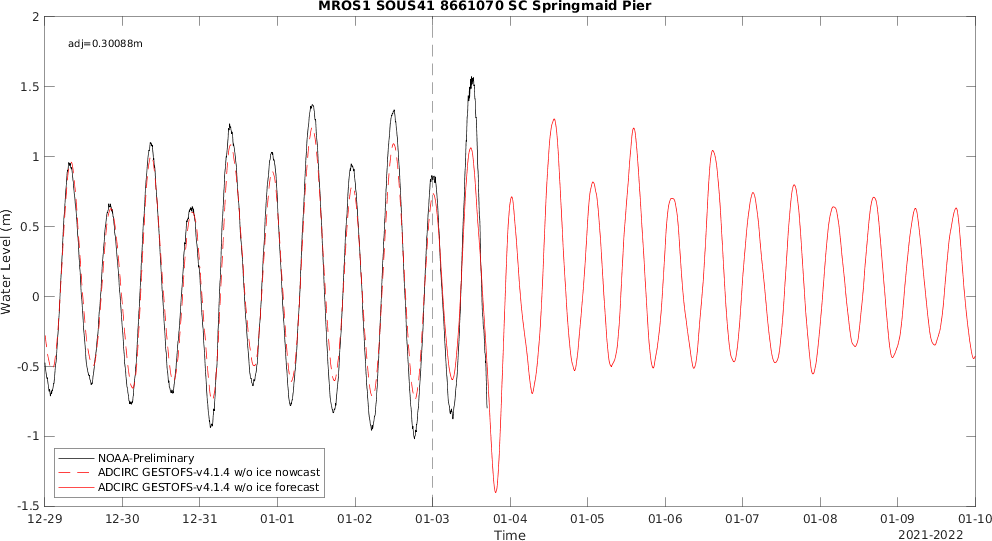 MROS1 SOUS41 8661070 SC Springmaid Pier
adj=0.30088m
2
1.5
1
0.5
0
-0.5
-1
-1.5
Water Level (m)
NOAA-Preliminary
ADCIRC GESTOFS-v4.1.4 w/o ice nowcast
ADCIRC GESTOFS-v4.1.4 w/o ice forecast
12-29 12-30 12-31 01-01 01-02 01-03 01-04 01-05 01-06 01-07 01-08 01-09 01-10
Time
2021-2022